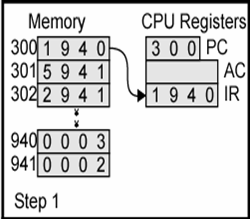 Memory CPU Registers
300 1 9 4 0 3 0 0 PC
301 5 9 4 1 AC
302 2 9 4 1 1 9 4 0 IR
940 0 0 0 3
941 0 0 0 2
Step 1